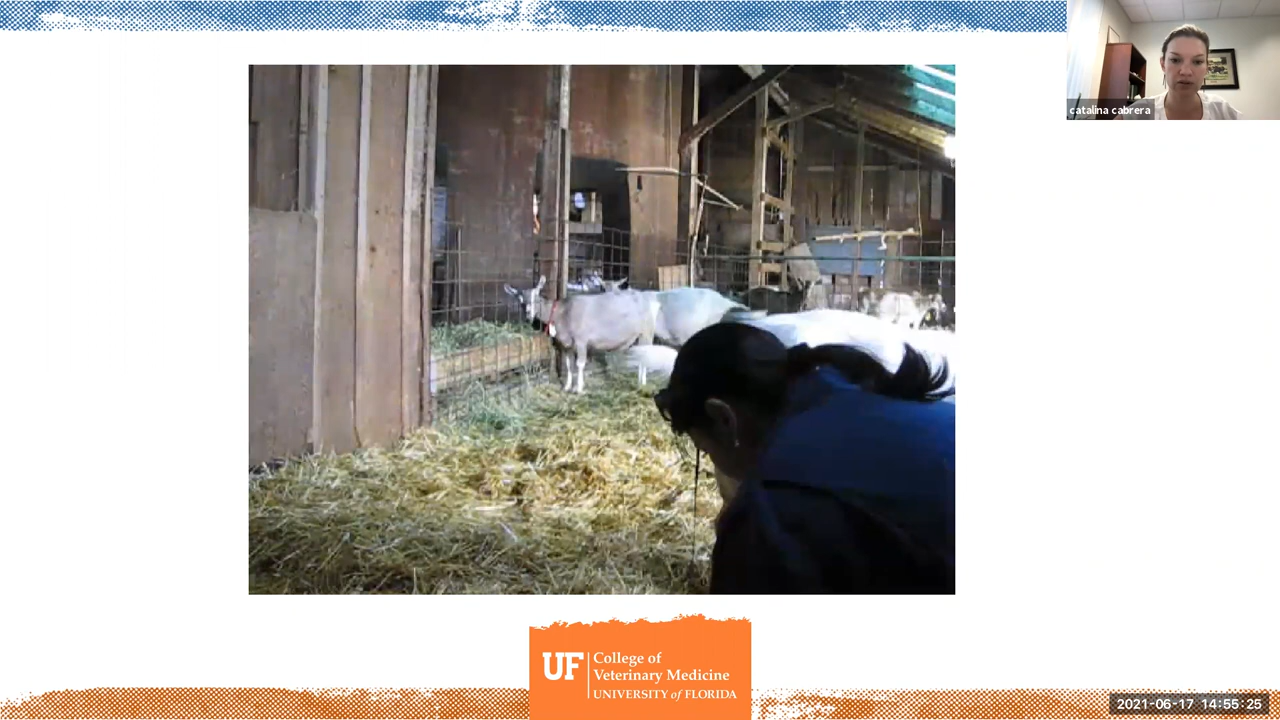 catalina cabrera
UF
College of
Veterinary Medicine
UNIVERSITY of FLORIDA
2021-06-17 14:55:25